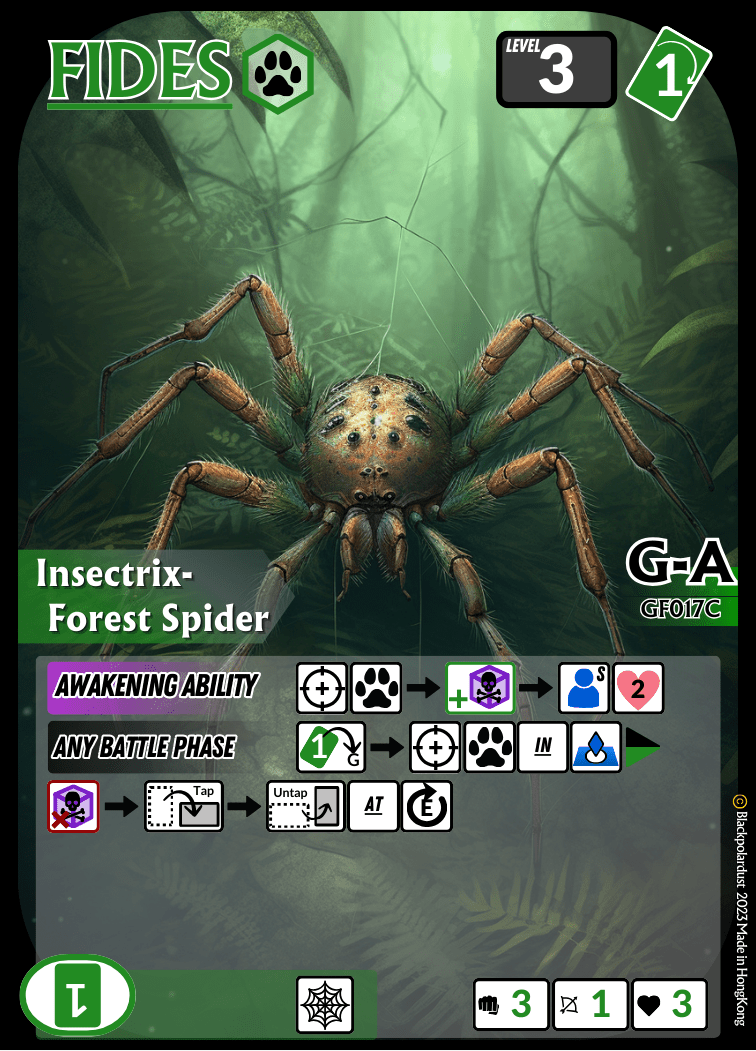 FIDES
LEVEL 3
1
Insectrix-
Forest Spider
G-A
GF017C
AWAKENING ABILITY
+
S
2
ANY BATTLE PHASE
1
G
IN
Tap
Untap
AT
E
1
3
1
3
© Blackpolardust 2023 Made in HongKong